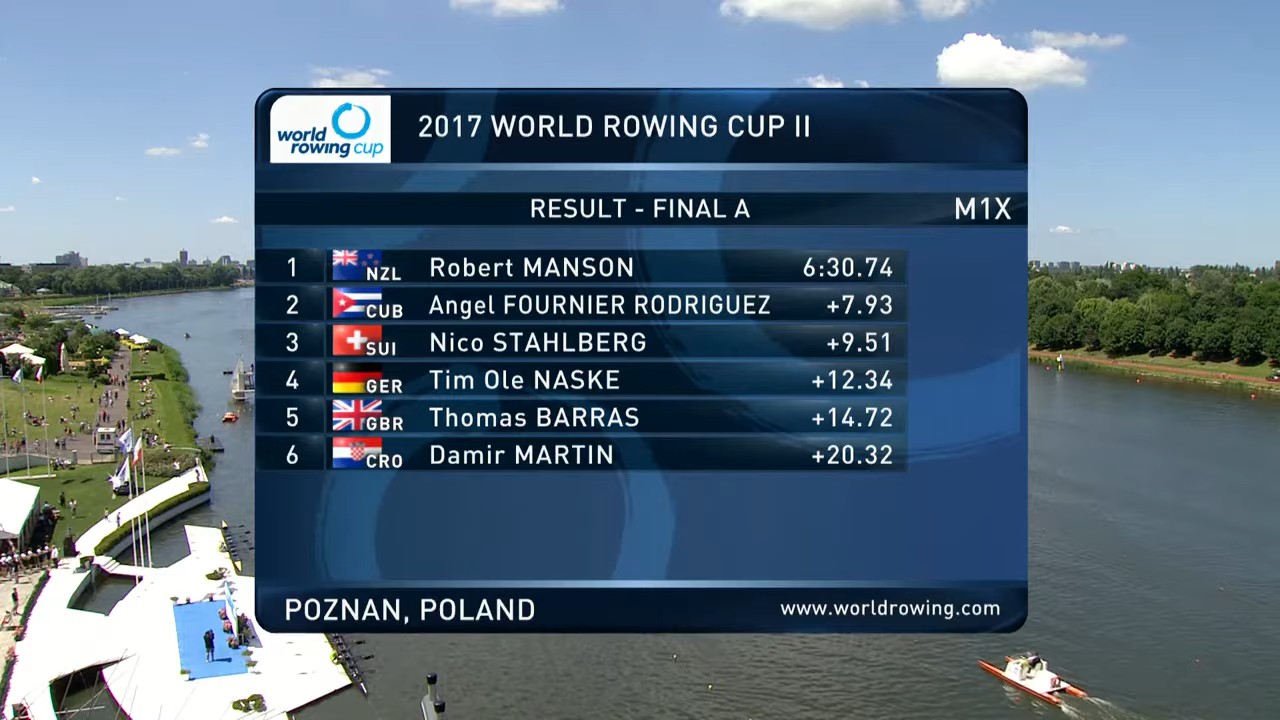 world rowing cup
2017 WORLD ROWING CUP II
RESULT - FINAL A M1X
1 NZL Robert MANSON 6:30.74
2 CUB Angel FOURNIER RODRIGUEZ +7.93
3 SUI Nico STAHLBERG +9.51
4 GER Tim Ole NASKE +12.34
5 GBR Thomas BARRAS +14.72
6 CRO Damir MARTIN +20.32
POZNAN, POLAND www.worldrowing.com